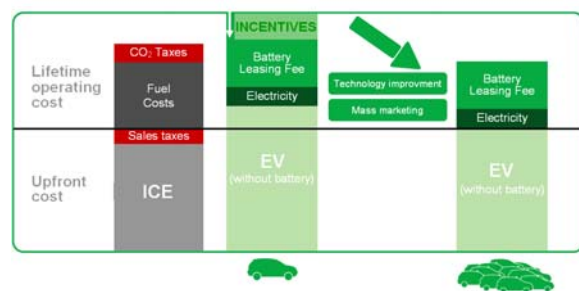 INCENTIVES
Lifetime
operating
cost
CO₂ Taxes
Fuel
Costs
Battery
Leasing Fee
Electricity
Technology improvment
Mass marketing
Battery
Leasing Fee
Electricity
Upfront
cost
Sales taxes
ICE
EV
(without battery)
EV
(without battery)